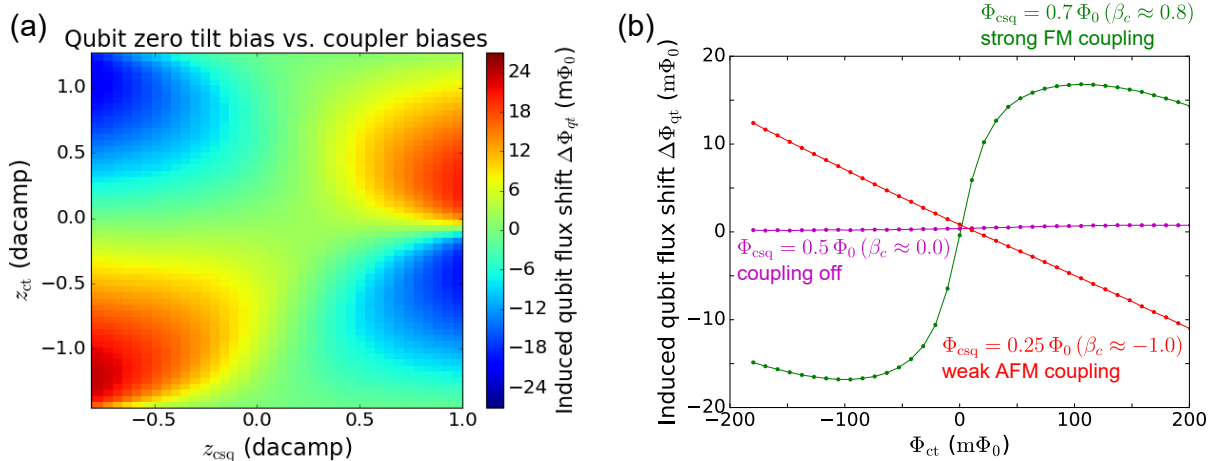 (a)
Qubit zero tilt bias vs. coupler biases
1.0
0.5
0.0
−0.5
−1.0
z_ct (dacamp)
−0.5
0.0
0.5
1.0
z_csq (dacamp)
24
18
12
6
0
−6
−12
−18
−24
Induced qubit flux shift ΔΦ_qt (mΦ_0)
(b)
Φ_csq = 0.7 Φ_0 (β_c ≈ 0.8)
strong FM coupling
20
10
0
−10
−20
Induced qubit flux shift ΔΦ_qt (mΦ_0)
Φ_csq = 0.5 Φ_0 (β_c ≈ 0.0)
coupling off
Φ_csq = 0.25 Φ_0 (β_c ≈ −1.0)
weak AFM coupling
−200
−100
0
100
200
Φ_ct (mΦ_0)